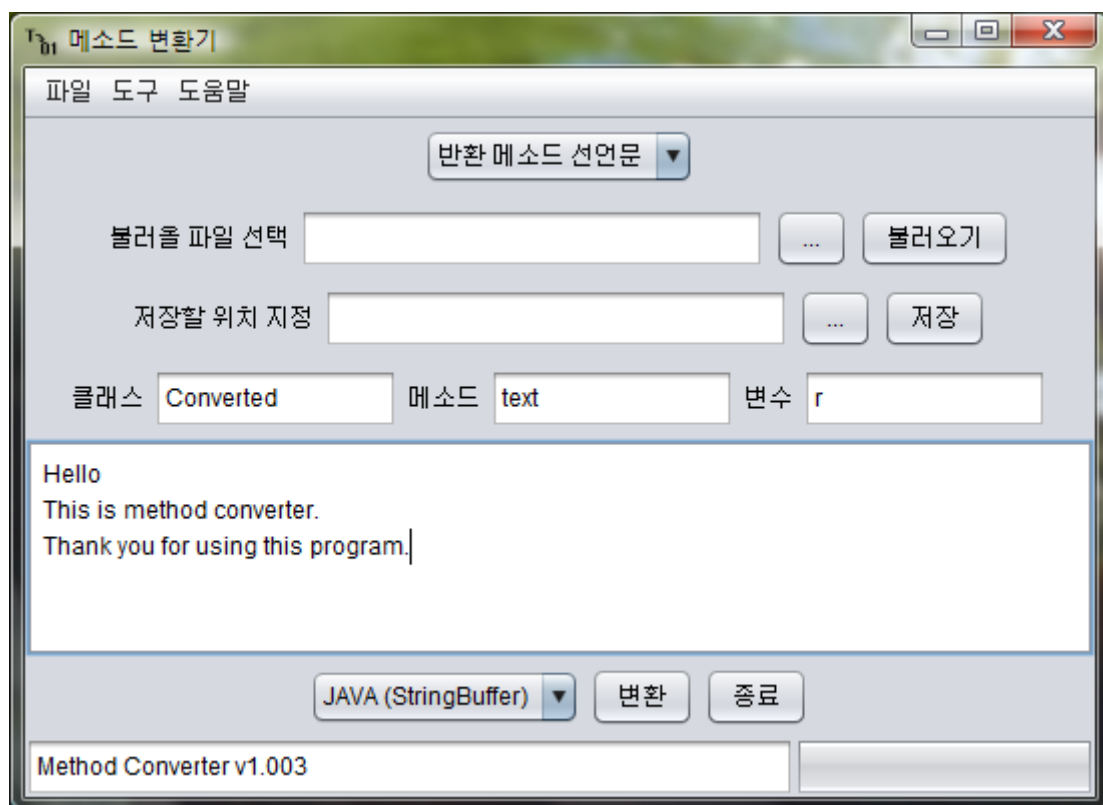 메소드 변환기
파일 도구 도움말
반환 메소드 선언문
불러올 파일 선택 ... 불러오기
저장할 위치 지정 ... 저장
클래스 Converted 메소드 text 변수 r
Hello
This is method converter.
Thank you for using this program.
JAVA (StringBuffer) 변환 종료
Method Converter v1.003